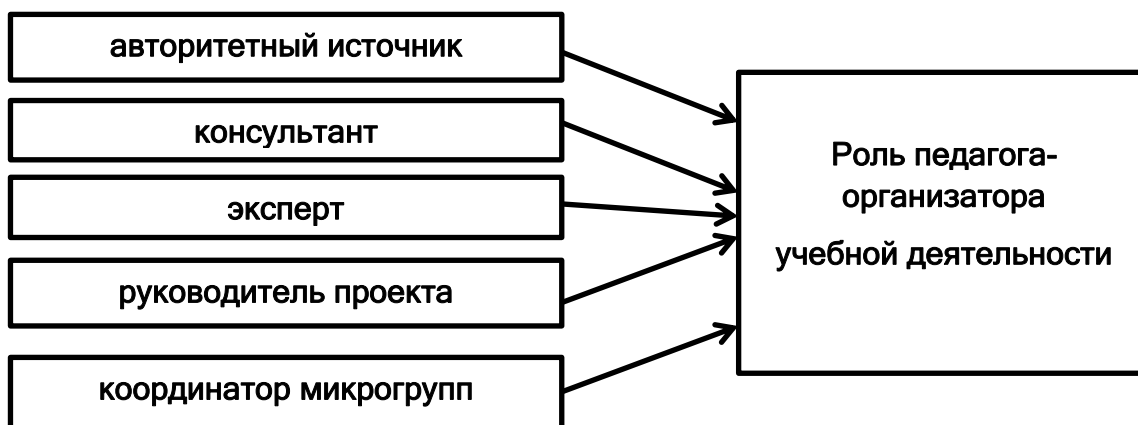 авторитетный источник
консультант
эксперт
руководитель проекта
координатор микрогрупп
Роль педагога-
организатора
учебной деятельности